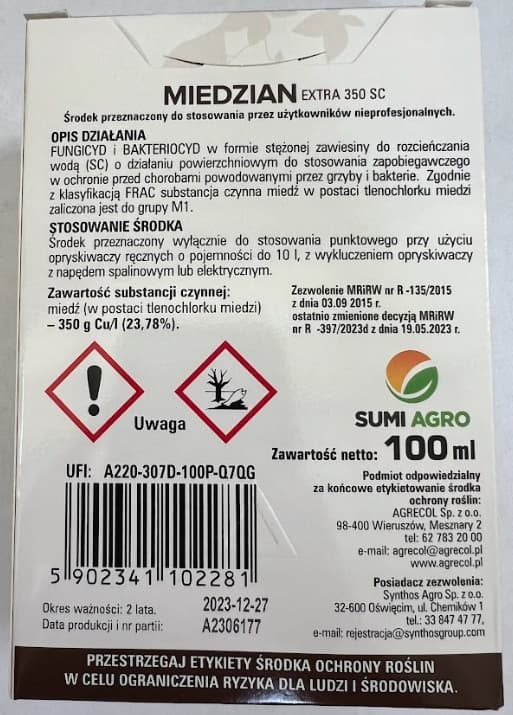 MIEDZIAN EXTRA 350 SC
Środek przeznaczony do stosowania przez użytkowników nieprofesjonalnych.
OPIS DZIAŁANIA
FUNGICYD i BAKTERIOCYD w formie stężonej zawiesiny do rozcieńczania
wodą (SC) o działaniu powierzchniowym do stosowania zapobiegawczego
w ochronie przed chorobami powodowanymi przez grzyby i bakterie. Zgodnie
z klasyfikacją FRAC substancja czynna miedź w postaci tlenochlorku miedzi
zaliczona jest do grupy M1.
STOSOWANIE ŚRODKA
Środek przeznaczony wyłącznie do stosowania punktowego przy użyciu
opryskiwaczy ręcznych o pojemności do 10 l, z wykluczeniem opryskiwaczy
z napędem spalinowym lub elektrycznym.
Zawartość substancji czynnej:
miedź (w postaci tlenochlorku miedzi)
– 350 g Cu/l (23,78%).
Zezwolenie MRiRW nr R -135/2015
z dnia 03.09 2015 r.
ostatnio zmienione decyzją MRiRW
nr R -397/2023d z dnia 19.05.2023 r.
Uwaga
SUMI AGRO
Zawartość netto: 100 ml
UFI: A220-307D-100P-Q7QG
5 902341 102281
Podmiot odpowiedzialny
za końcowe etykietowanie środka
ochrony roślin:
AGRECOL Sp. z o.o.
98-400 Wieruszów, Mesznary 2
tel: 62 783 20 00
e-mail: agrecol@agrecol.pl
www.agrecol.pl
Posiadacz zezwolenia:
Synthos Agro Sp. z o.o.
32-600 Oświęcim, ul. Chemików 1
tel.: 33 847 47 77,
e-mail: rejestracja@synthosgroup.com
Okres ważności: 2 lata. 2023-12-27
Data produkcji i nr partii: A2306177
PRZESTRZEGAJ ETYKIETY ŚRODKA OCHRONY ROŚLIN
W CELU OGRANICZENIA RYZYKA DLA LUDZI I ŚRODOWISKA.